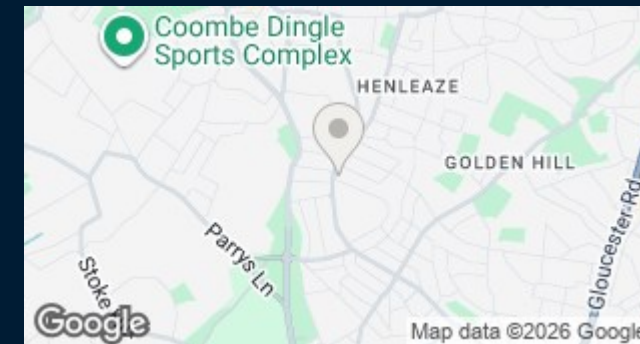 Coombe Dingle
Sports Complex
HENLEAZE
GOLDEN HILL
Gloucester Rd
Parrys Ln
Stoke
Google
Map data ©2026 Google